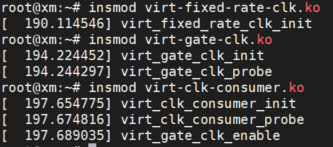 root@xm:~# insmod virt-fixed-rate-clk.ko
[  190.114546] virt_fixed_rate_clk_init
root@xm:~# insmod virt-gate-clk.ko
[  194.224452] virt_gate_clk_init
[  194.244297] virt_gate_clk_probe
root@xm:~# insmod virt-clk-consumer.ko
[  197.654775] virt_clk_consumer_init
[  197.674816] virt_clk_consumer_probe
[  197.689035] virt_gate_clk_enable